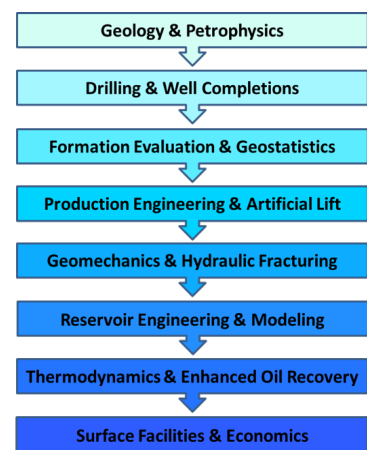 Geology & Petrophysics
Drilling & Well Completions
Formation Evaluation & Geostatistics
Production Engineering & Artificial Lift
Geomechanics & Hydraulic Fracturing
Reservoir Engineering & Modeling
Thermodynamics & Enhanced Oil Recovery
Surface Facilities & Economics